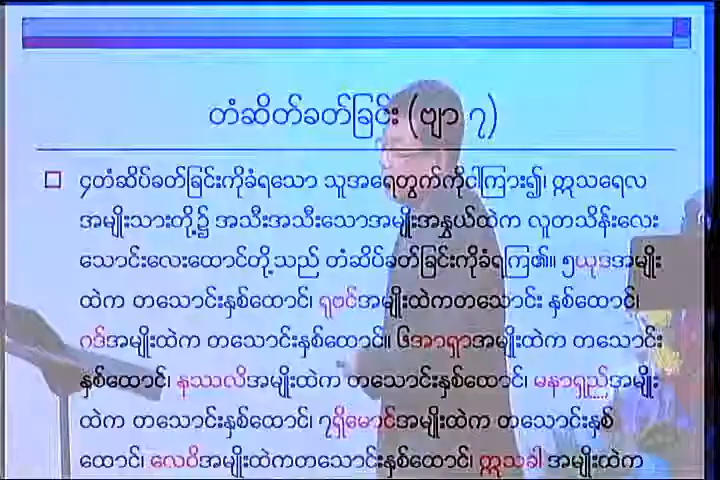 တံဆိတ်ခတ်ခြင်း (ဗျာ ၇)
၄တံဆိပ်ခတ်ခြင်းကိုခံရသော သူအရေတွက်ကိုငါကြား၍၊ ဣသရေလ
အမျိုးသားတို့၌ အသီးအသီးသောအမျိုးအနွယ်ထဲက လူတသိန်းလေး
သောင်းလေးထောင်တို့သည် တံဆိပ်ခတ်ခြင်းကိုခံရကြ၏။ ၅ယုဒအမျိုး
ထဲက တသောင်းနှစ်ထောင်၊ ရုဗင်အမျိုးထဲကတသောင်း နှစ်ထောင်၊
ဂဒ်အမျိုးထဲက တသောင်းနှစ်ထောင်။ ၆အာရှာအမျိုးထဲက တသောင်း
နှစ်ထောင်၊ နဿလိအမျိုးထဲက တသောင်းနှစ်ထောင်၊ မနာရှည်အမျိုး
ထဲက တသောင်းနှစ်ထောင်၊ ၇ရှိမောင်အမျိုးထဲက တသောင်းနှစ်
ထောင်၊ လေဝိအမျိုးထဲကတသောင်းနှစ်ထောင်၊ ဣသခါ အမျိုးထဲက